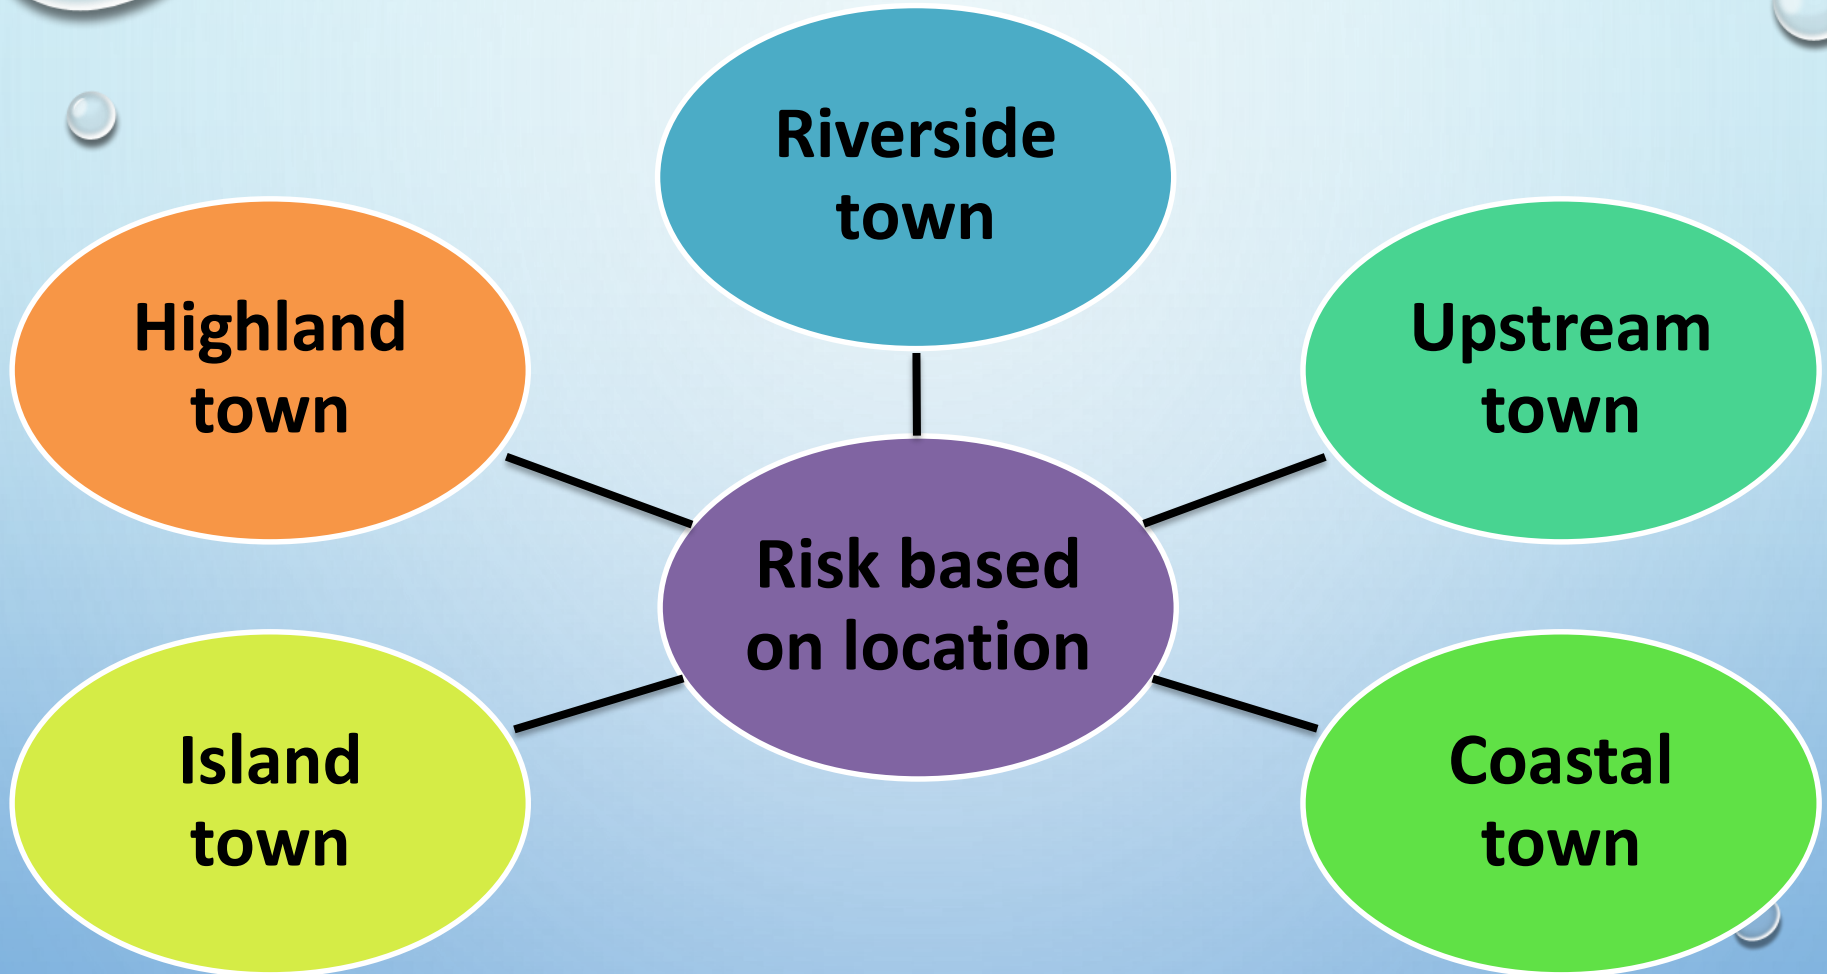 Riverside
town
Highland
town
Upstream
town
Risk based
on location
Island
town
Coastal
town